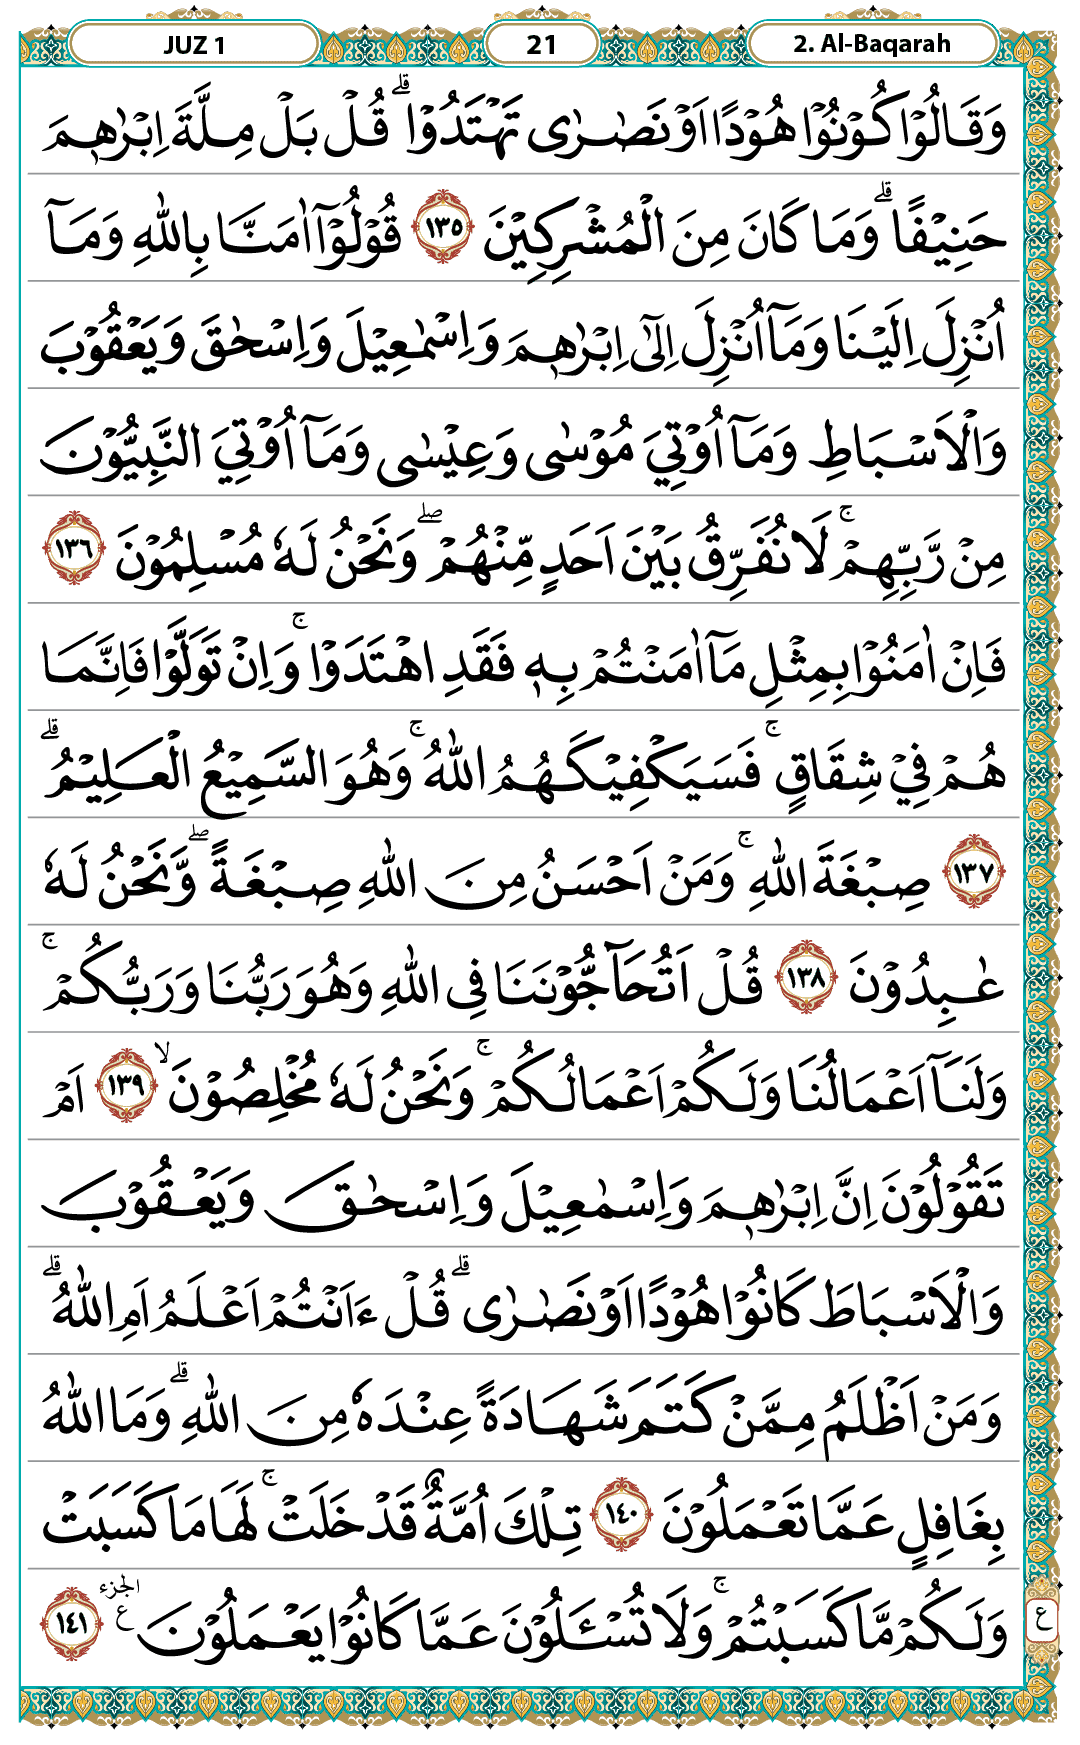 JUZ 1
21
2. Al-Baqarah
وَقَالُوْا كُوْنُوْا هُوْدًا اَوْ نَصٰرٰى تَهْتَدُوْا ۗ قُلْ بَلْ مِلَّةَ اِبْرٰهٖمَ
حَنِيْفًا ۗ وَمَا كَانَ مِنَ الْمُشْرِكِيْنَ ١٣٥ قُوْلُوْٓا اٰمَنَّا بِاللّٰهِ وَمَآ
اُنْزِلَ اِلَيْنَا وَمَآ اُنْزِلَ اِلٰٓى اِبْرٰهٖمَ وَاِسْمٰعِيْلَ وَاِسْحٰقَ وَيَعْقُوْبَ
وَالْاَسْبَاطِ وَمَآ اُوْتِيَ مُوْسٰى وَعِيْسٰى وَمَآ اُوْتِيَ النَّبِيُّوْنَ
مِنْ رَّبِّهِمْ ۚ لَا نُفَرِّقُ بَيْنَ اَحَدٍ مِّنْهُمْ ۖ وَنَحْنُ لَهٗ مُسْلِمُوْنَ ١٣٦
فَاِنْ اٰمَنُوْا بِمِثْلِ مَآ اٰمَنْتُمْ بِهٖ فَقَدِ اهْتَدَوْا ۚ وَاِنْ تَوَلَّوْا فَاِنَّمَا
هُمْ فِيْ شِقَاقٍ ۚ فَسَيَكْفِيْكَهُمُ اللّٰهُ ۚ وَهُوَ السَّمِيْعُ الْعَلِيْمُ ۗ
١٣٧ صِبْغَةَ اللّٰهِ ۚ وَمَنْ اَحْسَنُ مِنَ اللّٰهِ صِبْغَةً ۖ وَّنَحْنُ لَهٗ
عٰبِدُوْنَ ١٣٨ قُلْ اَتُحَاۤجُّوْنَنَا فِى اللّٰهِ وَهُوَ رَبُّنَا وَرَبُّكُمْ ۚ
وَلَنَآ اَعْمَالُنَا وَلَكُمْ اَعْمَالُكُمْ ۚ وَنَحْنُ لَهٗ مُخْلِصُوْنَ ۙ ١٣٩ اَمْ
تَقُوْلُوْنَ اِنَّ اِبْرٰهٖمَ وَاِسْمٰعِيْلَ وَاِسْحٰقَ وَيَعْقُوْبَ
وَالْاَسْبَاطَ كَانُوْا هُوْدًا اَوْ نَصٰرٰى ۗ قُلْ ءَاَنْتُمْ اَعْلَمُ اَمِ اللّٰهُ ۗ
وَمَنْ اَظْلَمُ مِمَّنْ كَتَمَ شَهَادَةً عِنْدَهٗ مِنَ اللّٰهِ ۗ وَمَا اللّٰهُ
بِغَافِلٍ عَمَّا تَعْمَلُوْنَ ١٤٠ تِلْكَ اُمَّةٌ قَدْ خَلَتْ ۚ لَهَا مَا كَسَبَتْ
وَلَكُمْ مَّا كَسَبْتُمْ ۚ وَلَا تُسْـَٔلُوْنَ عَمَّا كَانُوْا يَعْمَلُوْنَ ع الجزء ١٤١
ع